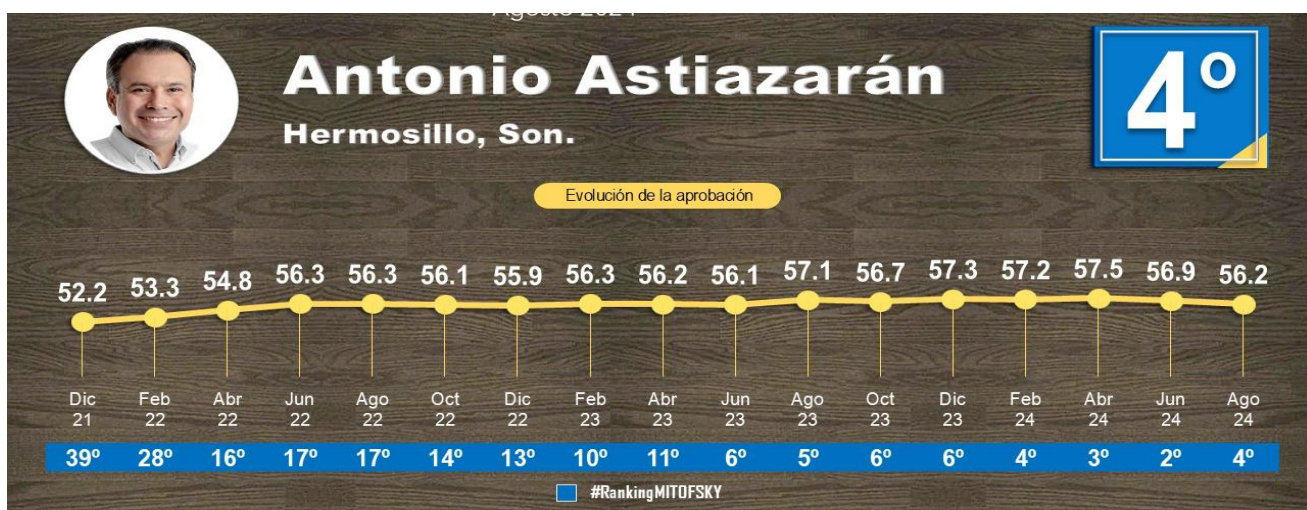 Agosto 2024
Antonio Astiazarán
4º
Hermosillo, Son.
Evolución de la aprobación
52.2 53.3 54.8 56.3 56.3 56.1 55.9 56.3 56.2 56.1 57.1 56.7 57.3 57.2 57.5 56.9 56.2
Dic Feb Abr Jun Ago Oct Dic Feb Abr Jun Ago Oct Dic Feb Abr Jun Ago
21 22 22 22 22 22 22 23 23 23 23 23 23 24 24 24 24
39º 28º 16º 17º 17º 14º 13º 10º 11º 6º 5º 6º 6º 4º 3º 2º 4º
#RankingMITOFSKY